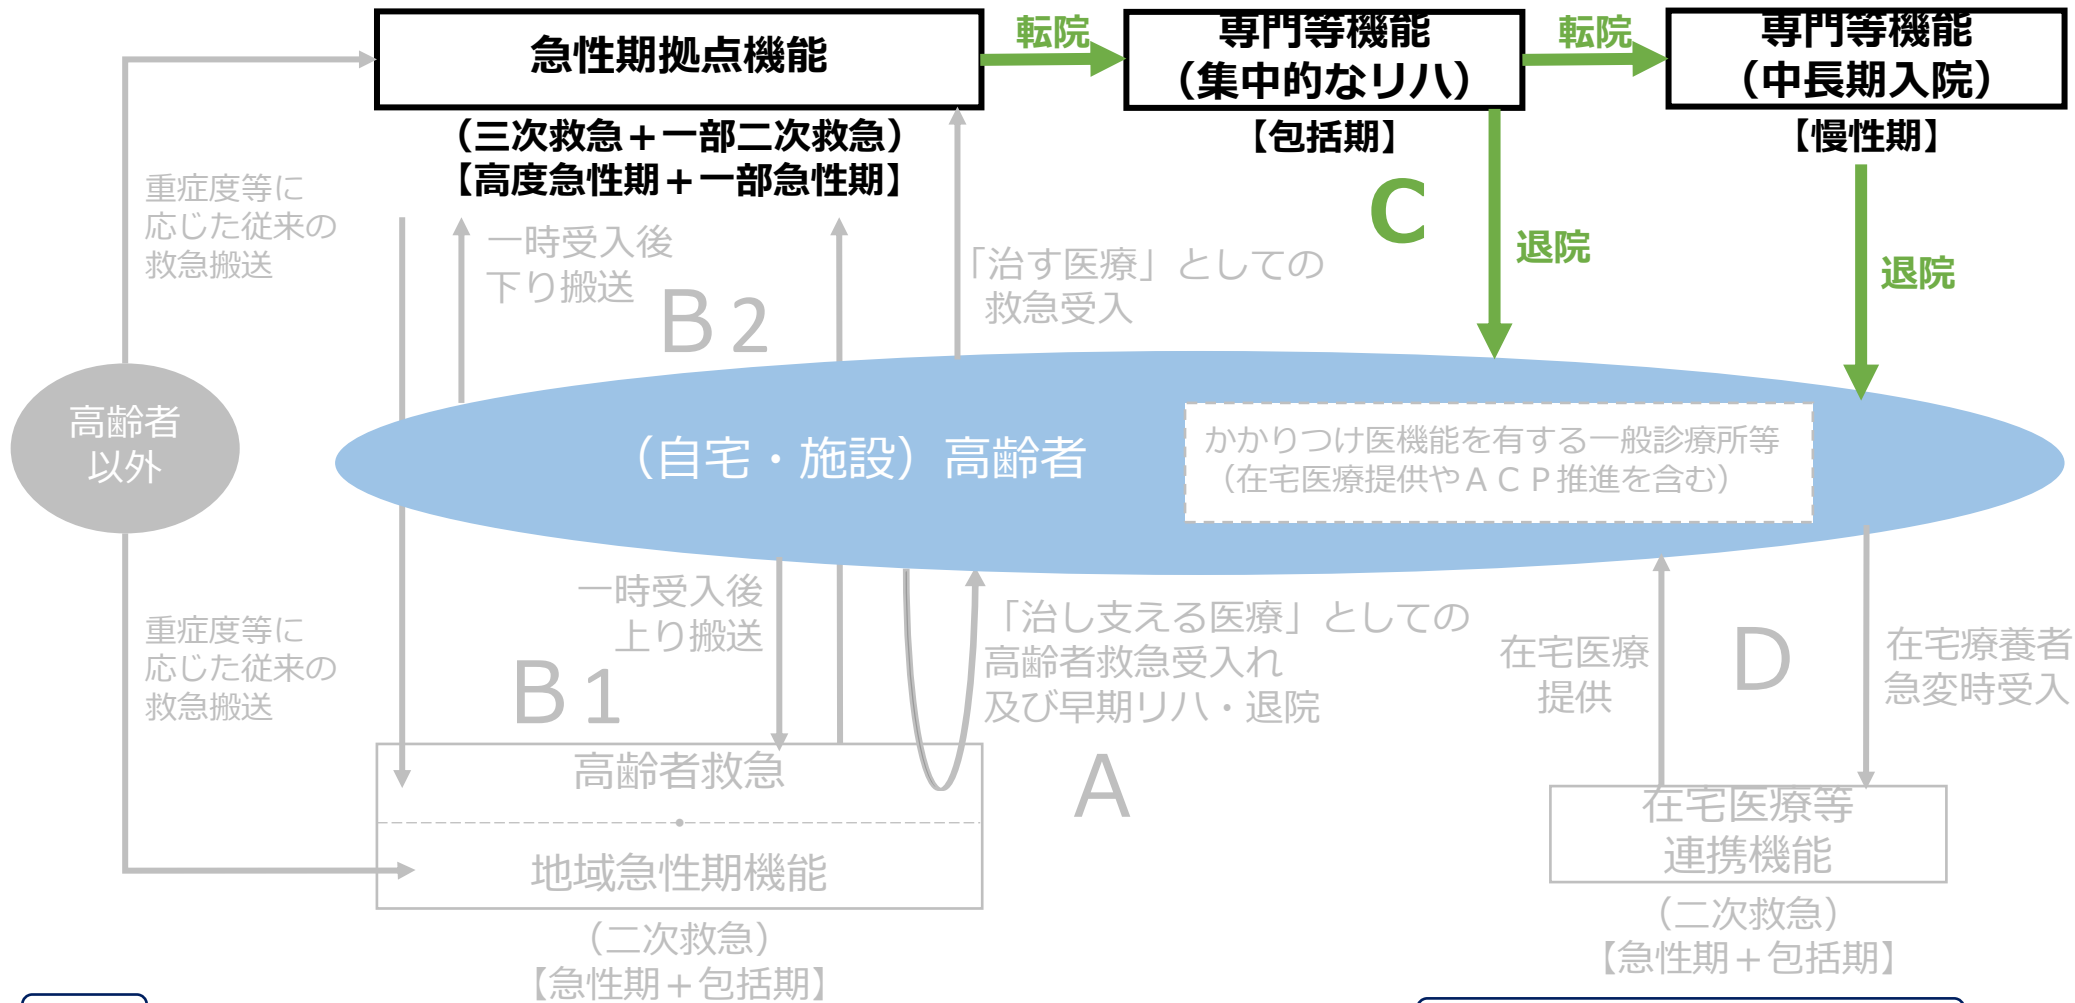 急性期拠点機能
転院
専門等機能
（集中的なリハ）
転院
専門等機能
（中長期入院）
（三次救急＋一部二次救急）
【高度急性期＋一部急性期】
【包括期】
【慢性期】
重症度等に
応じた従来の
救急搬送
一時受入後
下り搬送
B2
「治す医療」としての
救急受入
C
退院
退院
高齢者
以外
（自宅・施設）高齢者
かかりつけ医機能を有する一般診療所等
（在宅医療提供やＡＣＰ推進を含む）
重症度等に
応じた従来の
救急搬送
一時受入後
上り搬送
B1
「治し支える医療」としての
高齢者救急受入れ
及び早期リハ・退院
A
在宅医療
提供
D
在宅療養者
急変時受入
高齢者救急
地域急性期機能
（二次救急）
【急性期＋包括期】
在宅医療等
連携機能
（二次救急）
【急性期＋包括期】